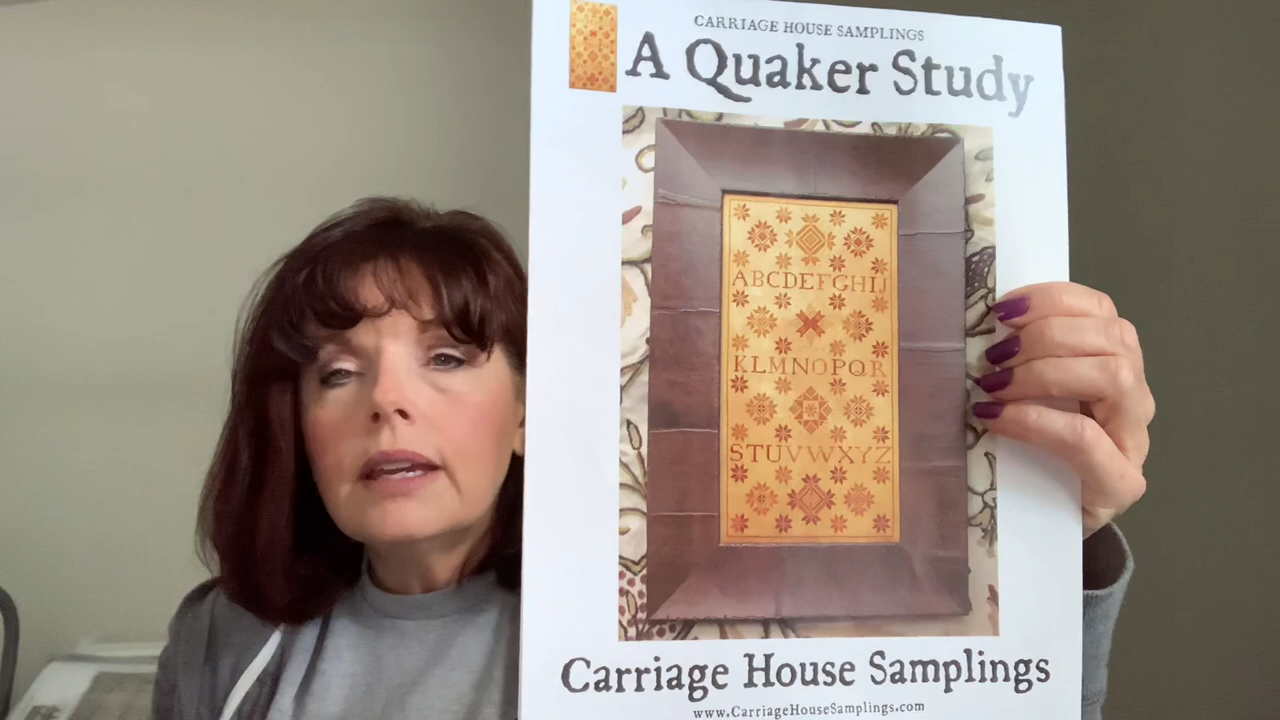 CARRIAGE HOUSE SAMPLINGS
A Quaker Study
ABCDEFGHIJ
KLMNOPQR
STUVWXYZ
Carriage House Samplings
www.CarriageHouseSamplings.com